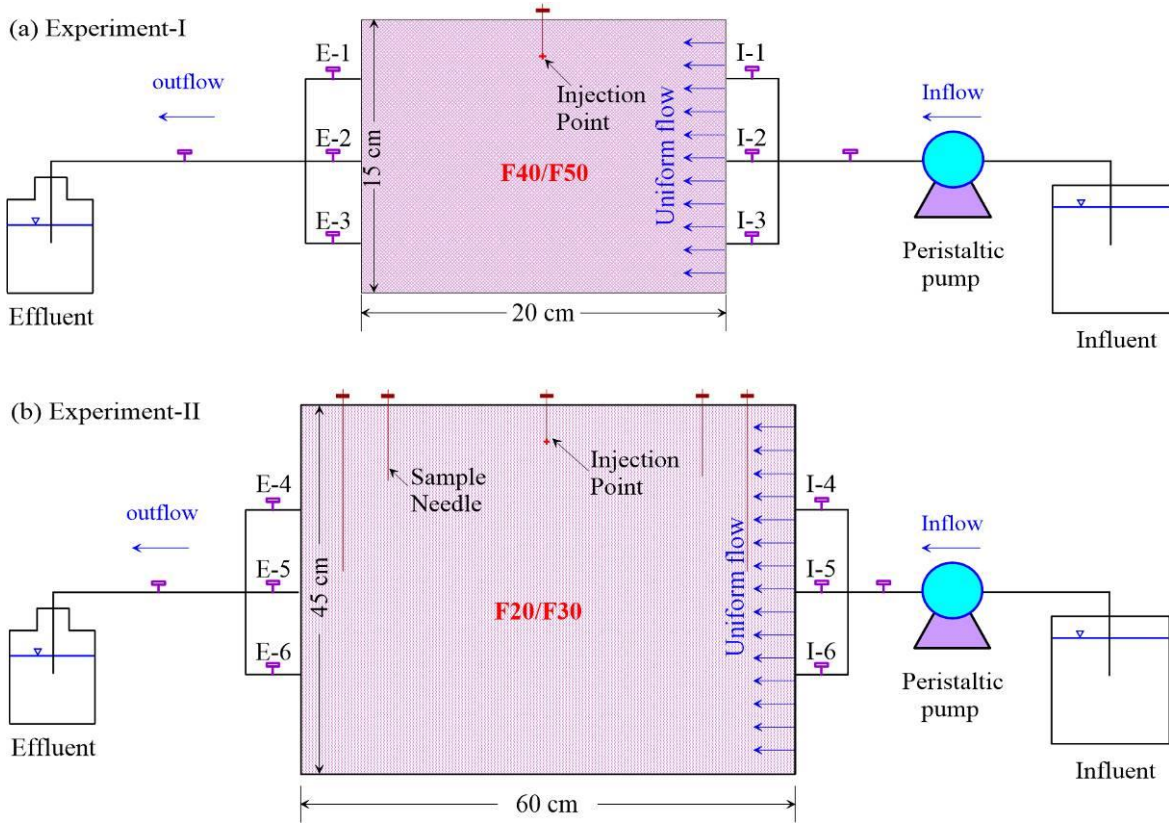 (a) Experiment-I
E-1
I-1
outflow
Injection
Point
Inflow
E-2
I-2
15 cm
F40/F50
Uniform flow
E-3
I-3
Peristaltic
pump
Effluent
20 cm
Influent
(b) Experiment-II
Sample
Needle
Injection
Point
E-4
I-4
outflow
Inflow
E-5
I-5
45 cm
F20/F30
Uniform flow
E-6
I-6
Peristaltic
pump
Effluent
Influent
60 cm